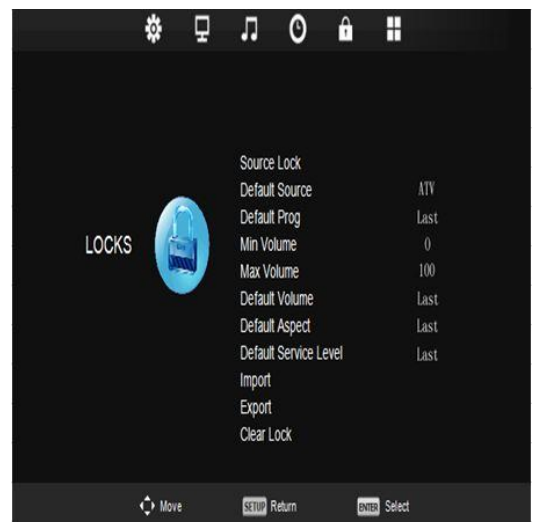 Source Lock
Default Source ATV
Default Prog Last
LOCKS
Min Volume 0
Max Volume 100
Default Volume Last
Default Aspect Last
Default Service Level Last
Import
Export
Clear Lock
Move SETUP Return ENTER Select